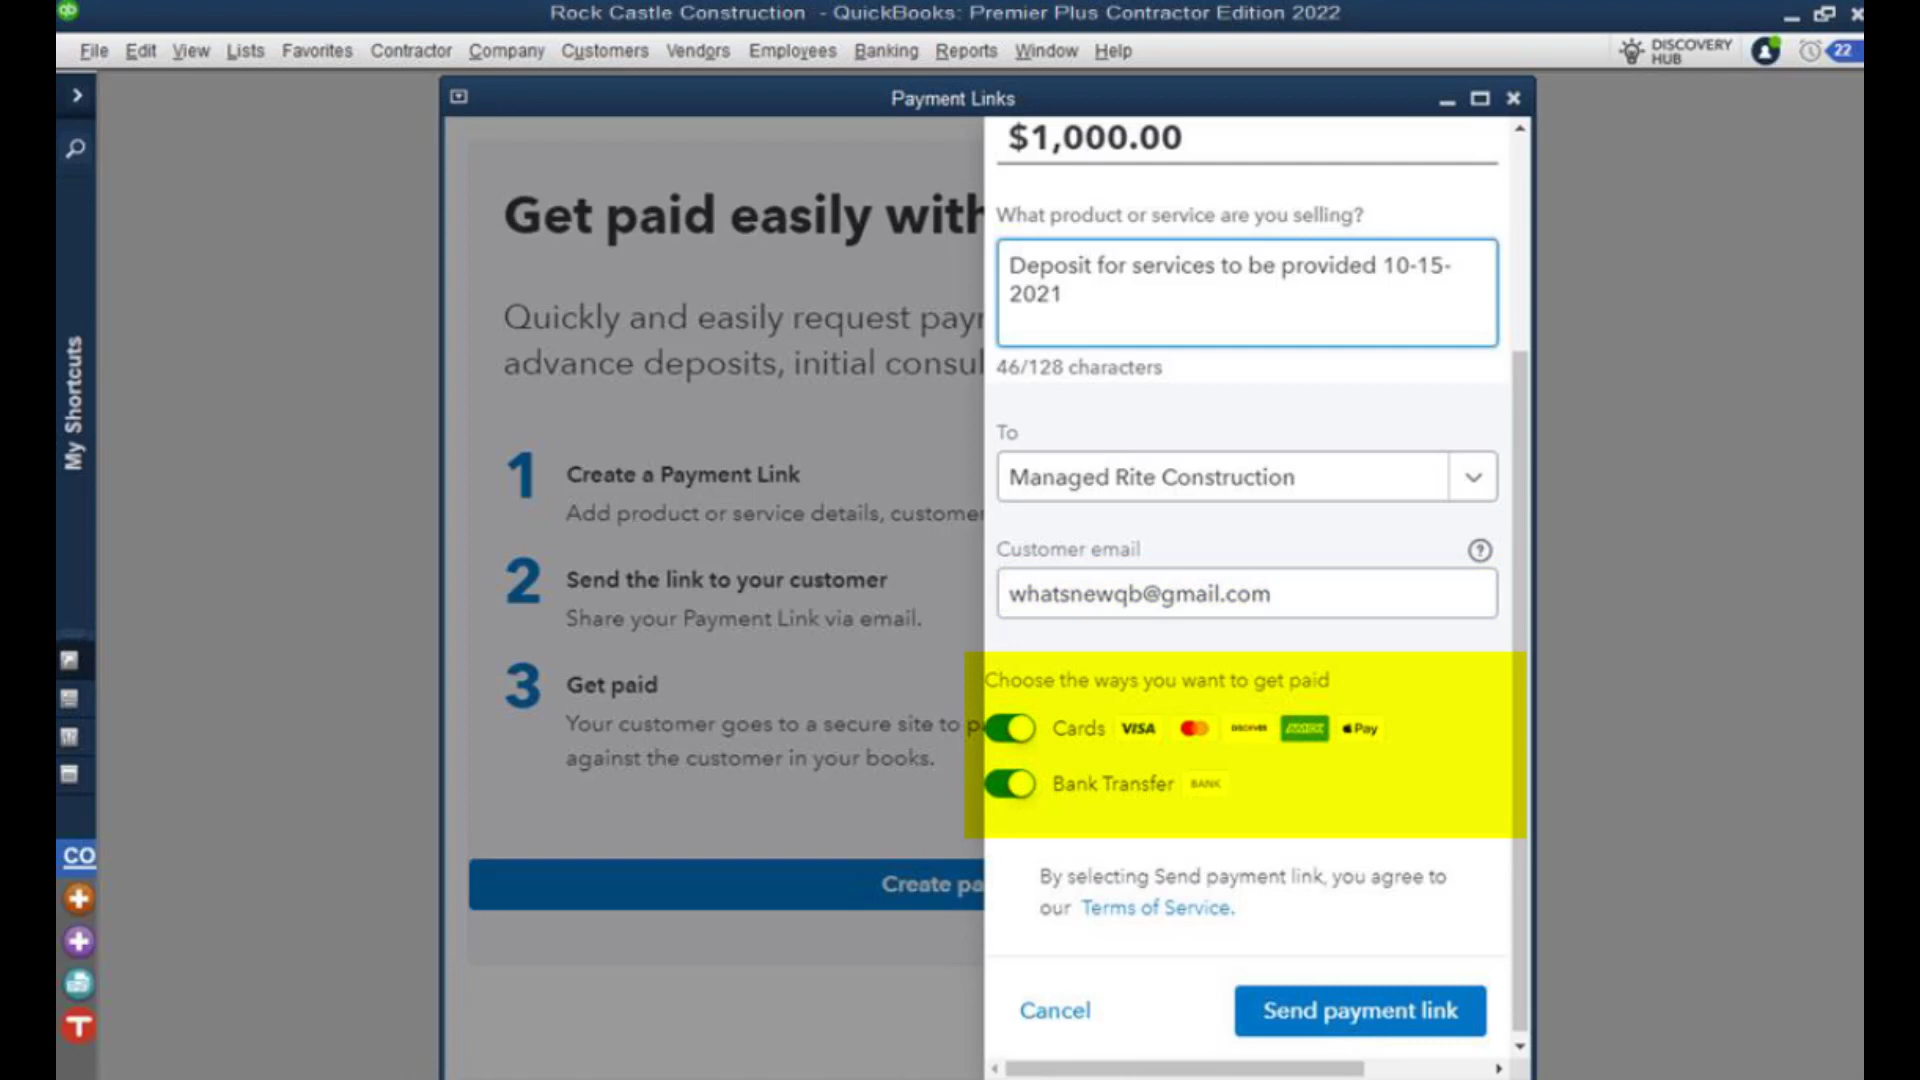 Rock Castle Construction - QuickBooks: Premier Plus Contractor Edition 2022
File Edit View Lists Favorites Contractor Company Customers Vendors Employees Banking Reports Window Help
DISCOVERY
HUB
22
My Shortcuts
CO
Payment Links
Get paid easily with
Quickly and easily request
advance deposits, initial
1
Create a Payment Link
Add product or service details,
2
Send the link to your customer
Share your Payment Link via email.
3
Get paid
Your customer goes to a secure site to
against the customer in your books.
Create
$1,000.00
What product or service are you selling?
Deposit for services to be provided 10-15-
2021
46/128 characters
To
Managed Rite Construction
Customer email
?
whatsnewqb@gmail.com
Choose the ways you want to get paid
Cards VISA DISCOVER AMEX Pay
Bank Transfer BANK
By selecting Send payment link, you agree to
our Terms of Service.
Cancel
Send payment link